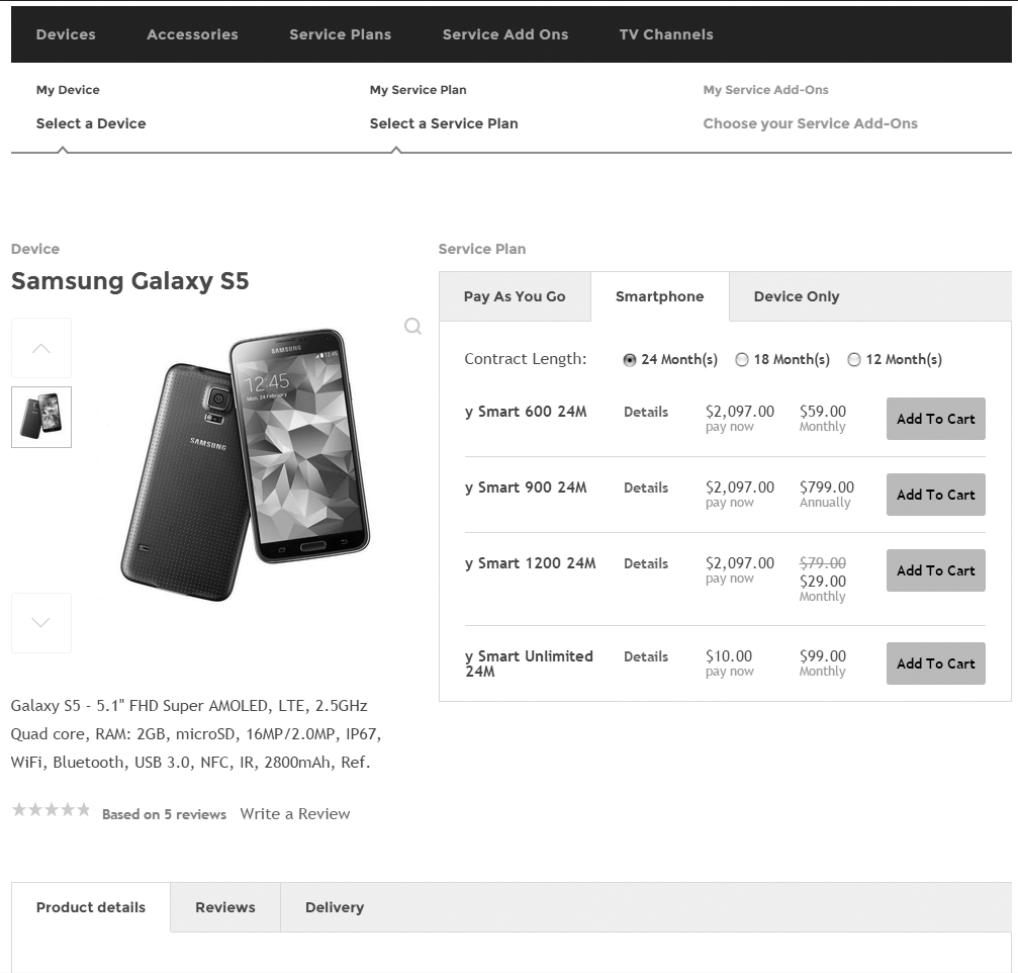 Devices Accessories Service Plans Service Add Ons TV Channels
My Device My Service Plan My Service Add-Ons
Select a Device Select a Service Plan Choose your Service Add-Ons
Device
Samsung Galaxy S5
SAMSUNG
12:45
12:45
Mon, 24 February
SAMSUNG
Galaxy S5 - 5.1" FHD Super AMOLED, LTE, 2.5GHz
Quad core, RAM: 2GB, microSD, 16MP/2.0MP, IP67,
WiFi, Bluetooth, USB 3.0, NFC, IR, 2800mAh, Ref.
Based on 5 reviews Write a Review
Service Plan
Pay As You Go Smartphone Device Only
Contract Length: 24 Month(s) 18 Month(s) 12 Month(s)
y Smart 600 24M Details $2,097.00 $59.00 Add To Cart
pay now Monthly
y Smart 900 24M Details $2,097.00 $799.00 Add To Cart
pay now Annually
y Smart 1200 24M Details $2,097.00 $79.00 Add To Cart
pay now $29.00
Monthly
y Smart Unlimited Details $10.00 $99.00 Add To Cart
24M pay now Monthly
Product details Reviews Delivery